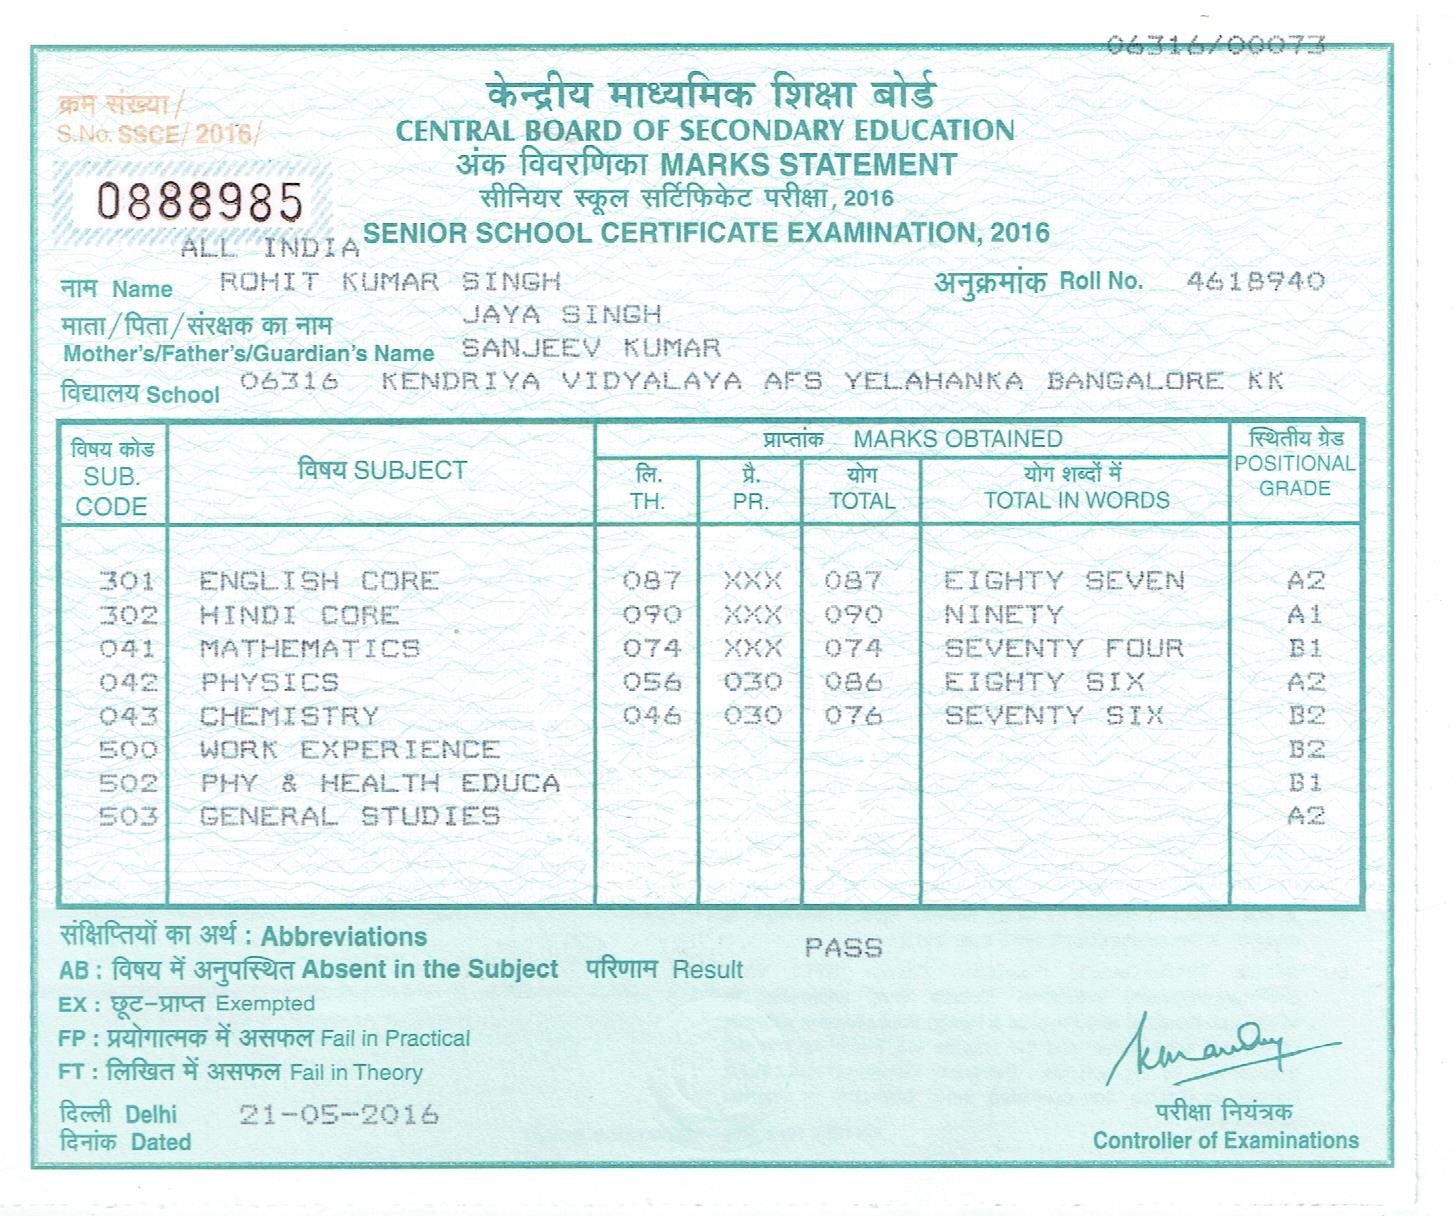 06316/00073
क्रम संख्या/
S.No. SSCE/ 2016/
0888985
केन्द्रीय माध्यमिक शिक्षा बोर्ड
CENTRAL BOARD OF SECONDARY EDUCATION
अंक विवरणिका MARKS STATEMENT
सीनियर स्कूल सर्टिफिकेट परीक्षा, 2016
ALL INDIA SENIOR SCHOOL CERTIFICATE EXAMINATION, 2016
नाम Name ROHIT KUMAR SINGH अनुक्रमांक Roll No. 4618940
माता/पिता/संरक्षक का नाम JAYA SINGH
Mother's/Father's/Guardian's Name SANJEEV KUMAR
विद्यालय School 06316 KENDRIYA VIDYALAYA AFS YELAHANKA BANGALORE KK
विषय कोड SUB. CODE विषय SUBJECT प्राप्तांक MARKS OBTAINED स्थितीय ग्रेड POSITIONAL GRADE
लि. TH. प्रै. PR. योग TOTAL योग शब्दों में TOTAL IN WORDS
301 ENGLISH CORE 087 XXX 087 EIGHTY SEVEN A2
302 HINDI CORE 090 XXX 090 NINETY A1
041 MATHEMATICS 074 XXX 074 SEVENTY FOUR B1
042 PHYSICS 056 030 086 EIGHTY SIX A2
043 CHEMISTRY 046 030 076 SEVENTY SIX B2
500 WORK EXPERIENCE B2
502 PHY & HEALTH EDUCA B1
503 GENERAL STUDIES A2
संक्षिप्तियों का अर्थ : Abbreviations
AB : विषय में अनुपस्थित Absent in the Subject परिणाम Result PASS
EX : छूट-प्राप्त Exempted
FP : प्रयोगात्मक में असफल Fail in Practical
FT : लिखित में असफल Fail in Theory
दिल्ली Delhi 21-05-2016
दिनांक Dated
परीक्षा नियंत्रक
Controller of Examinations